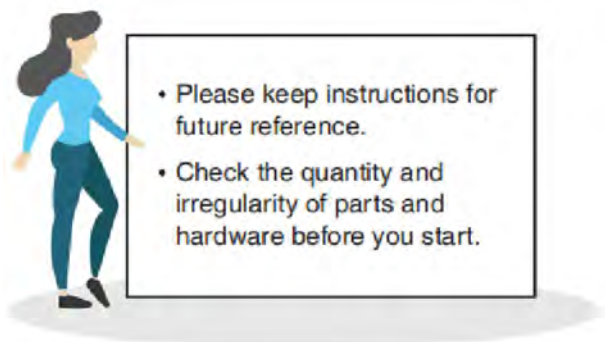 • Please keep instructions for
future reference.
• Check the quantity and
irregularity of parts and
hardware before you start.